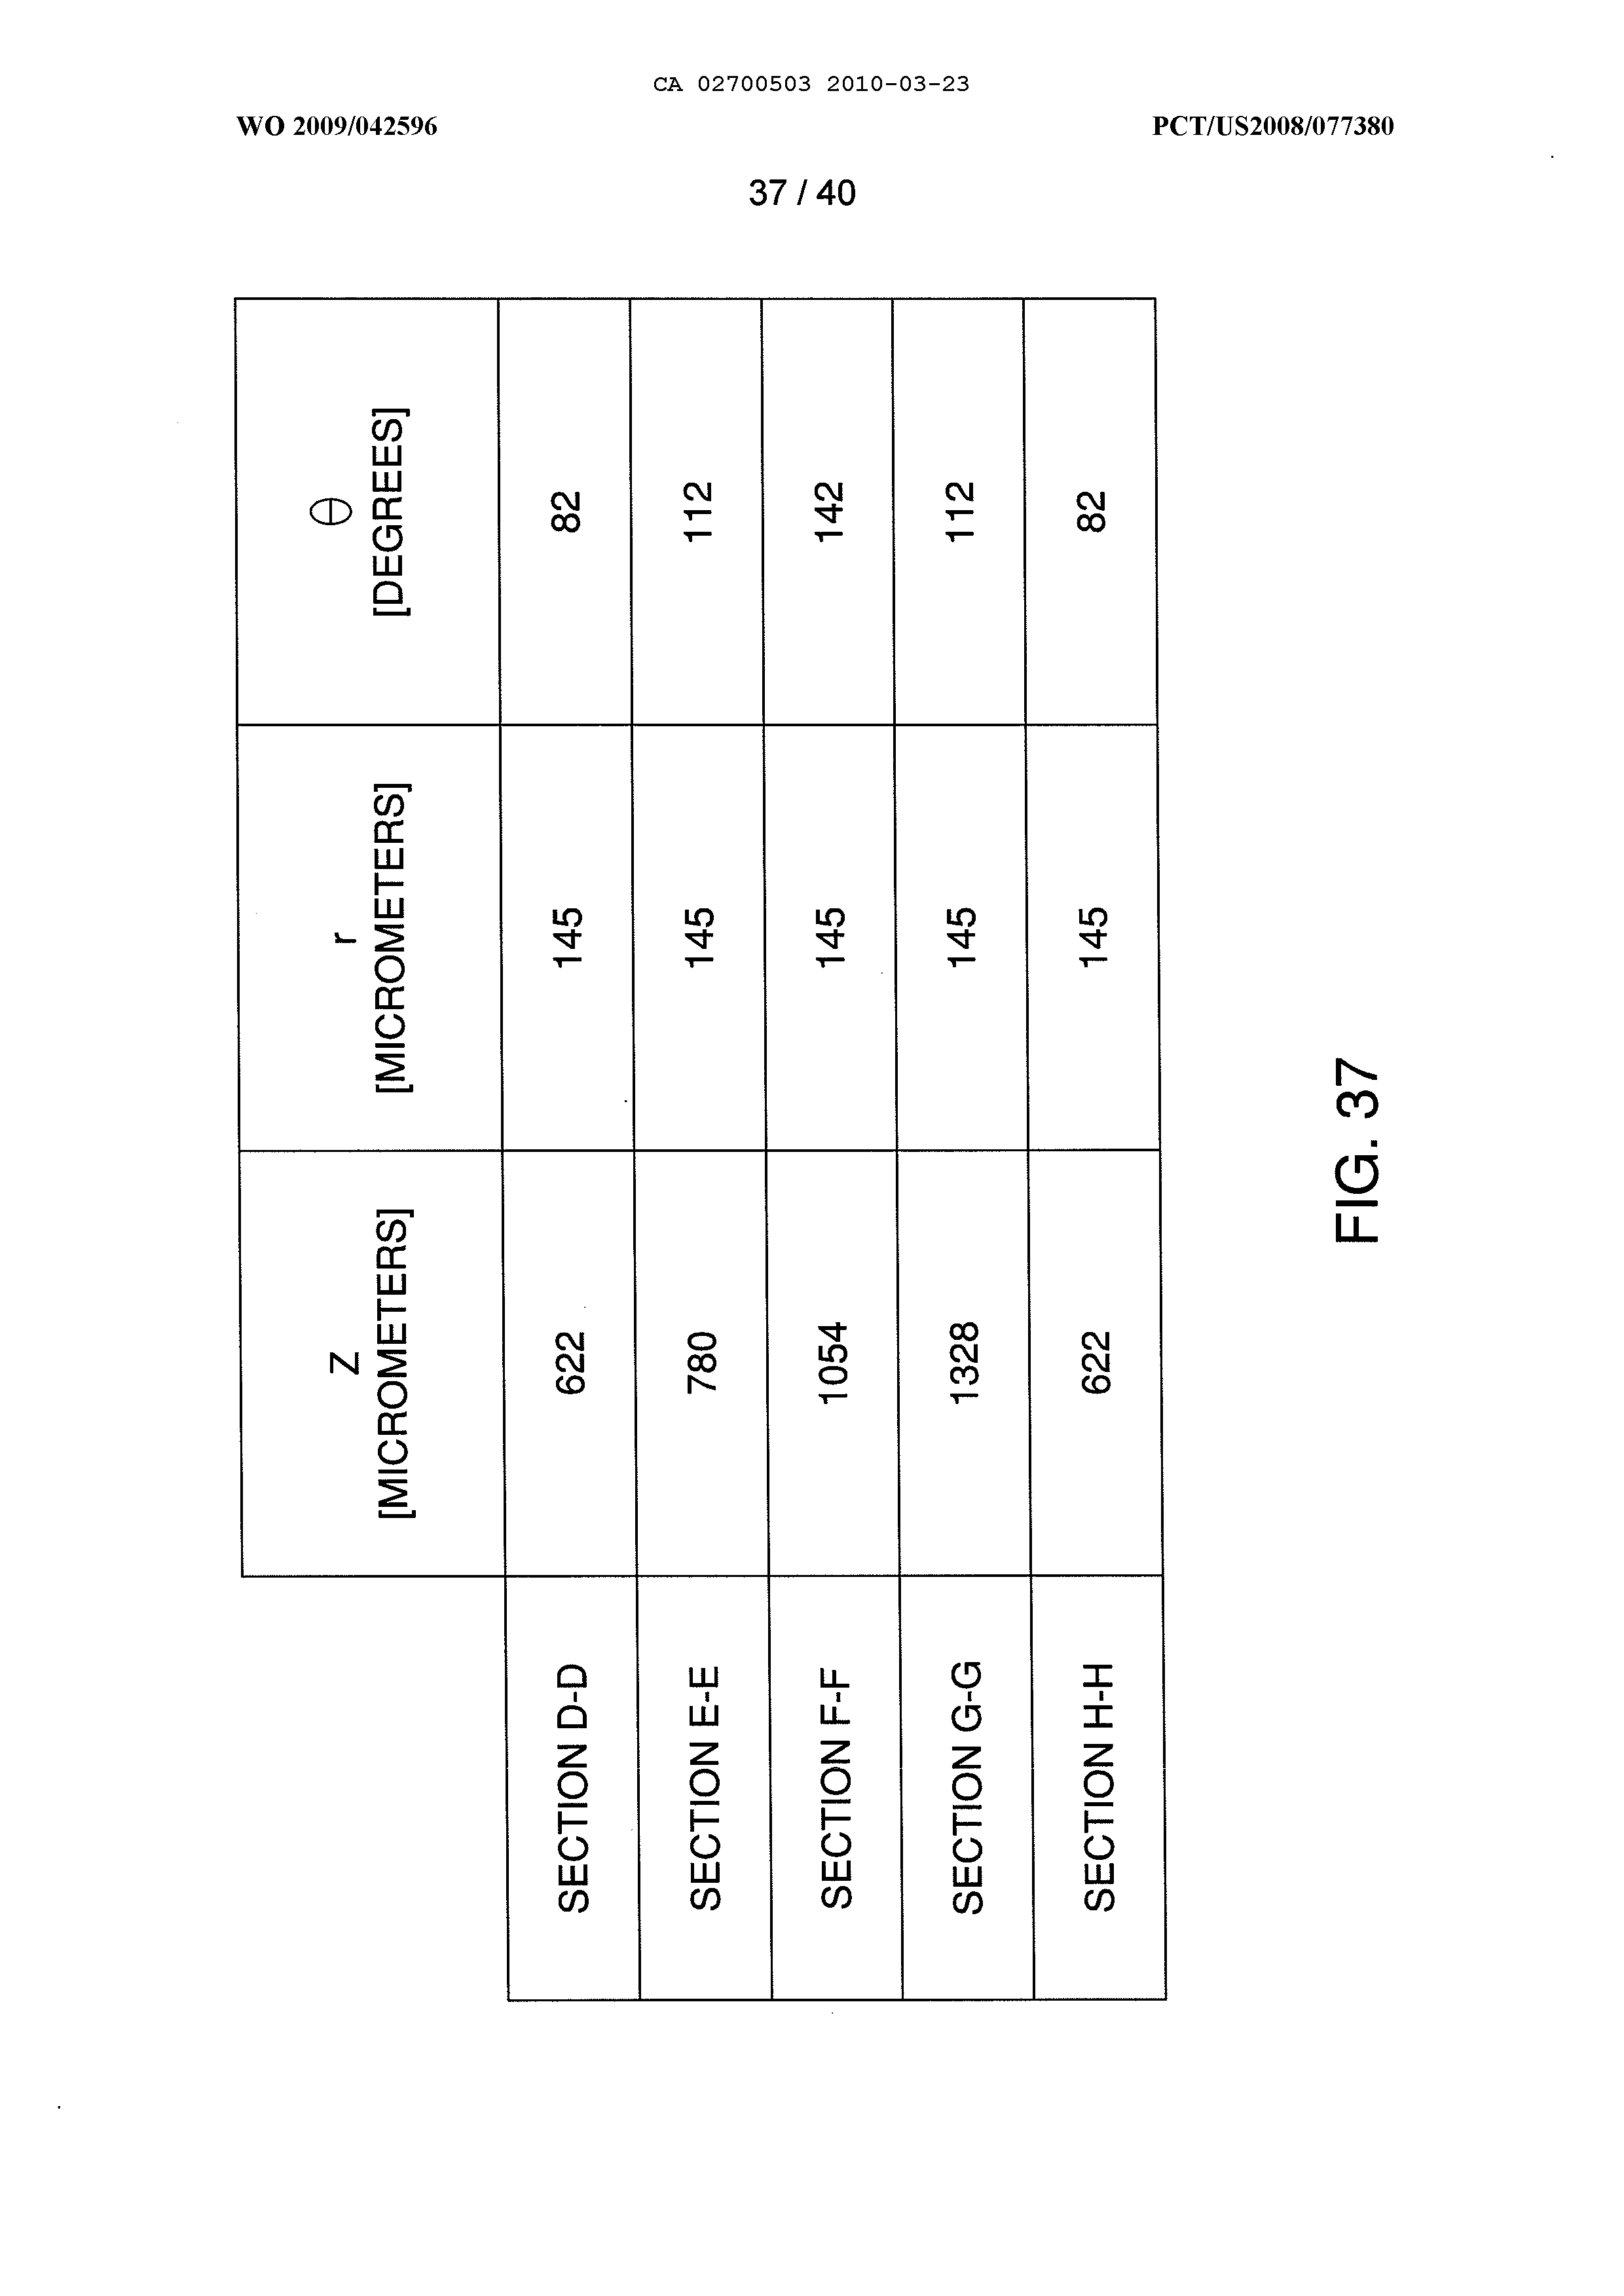 CA 02700503 2010-03-23
WO 2009/042596 PCT/US2008/077380
37 / 40
Z r Θ
[MICROMETERS] [MICROMETERS] [DEGREES]
SECTION D-D 622 145 82
SECTION E-E 780 145 112
SECTION F-F 1054 145 142
SECTION G-G 1328 145 112
SECTION H-H 622 145 82
FIG. 37